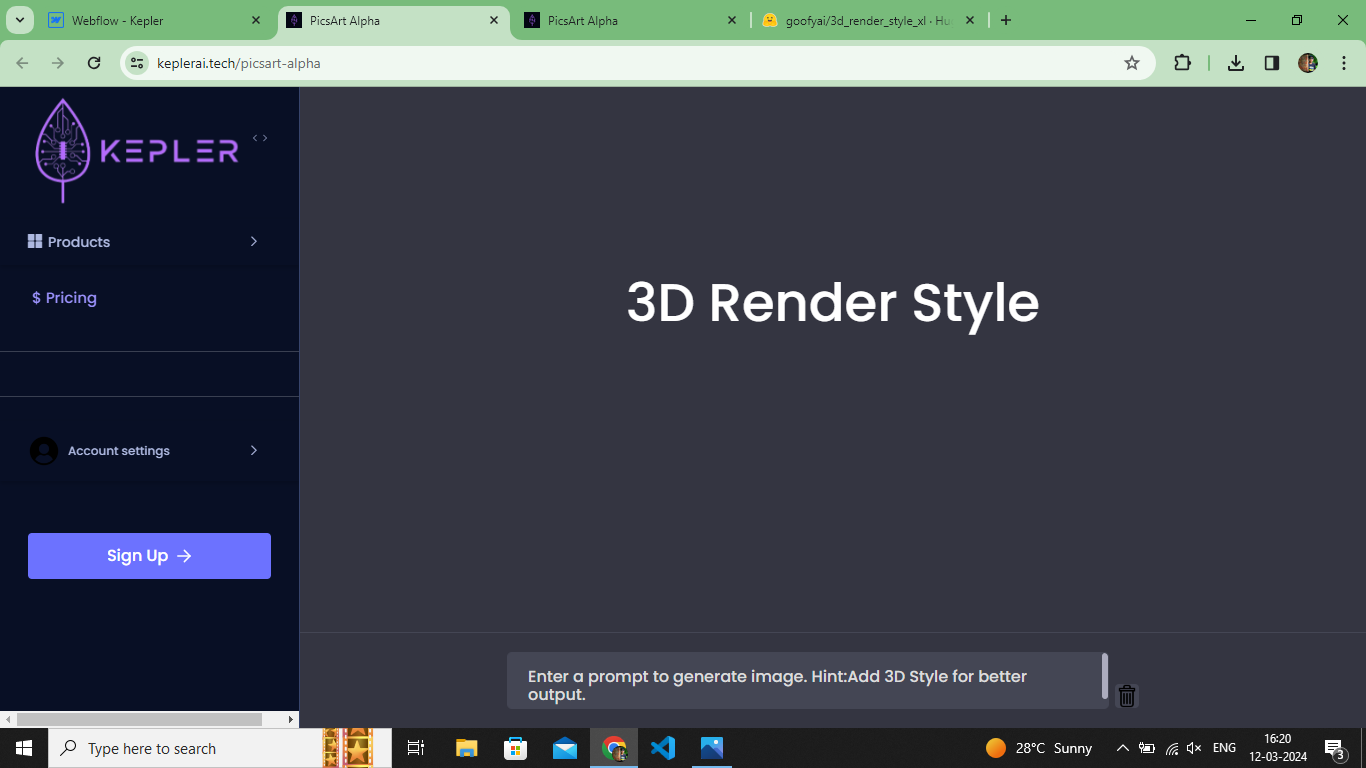 Webflow - Kepler
PicsArt Alpha
PicsArt Alpha
goofyai/3d_render_style_xl · Hu
keplerai.tech/picsart-alpha
KEPLER
Products
$ Pricing
Account settings
Sign Up
3D Render Style
Enter a prompt to generate image. Hint:Add 3D Style for better
output.
Type here to search
28°C Sunny
ENG
16:20
12-03-2024
3